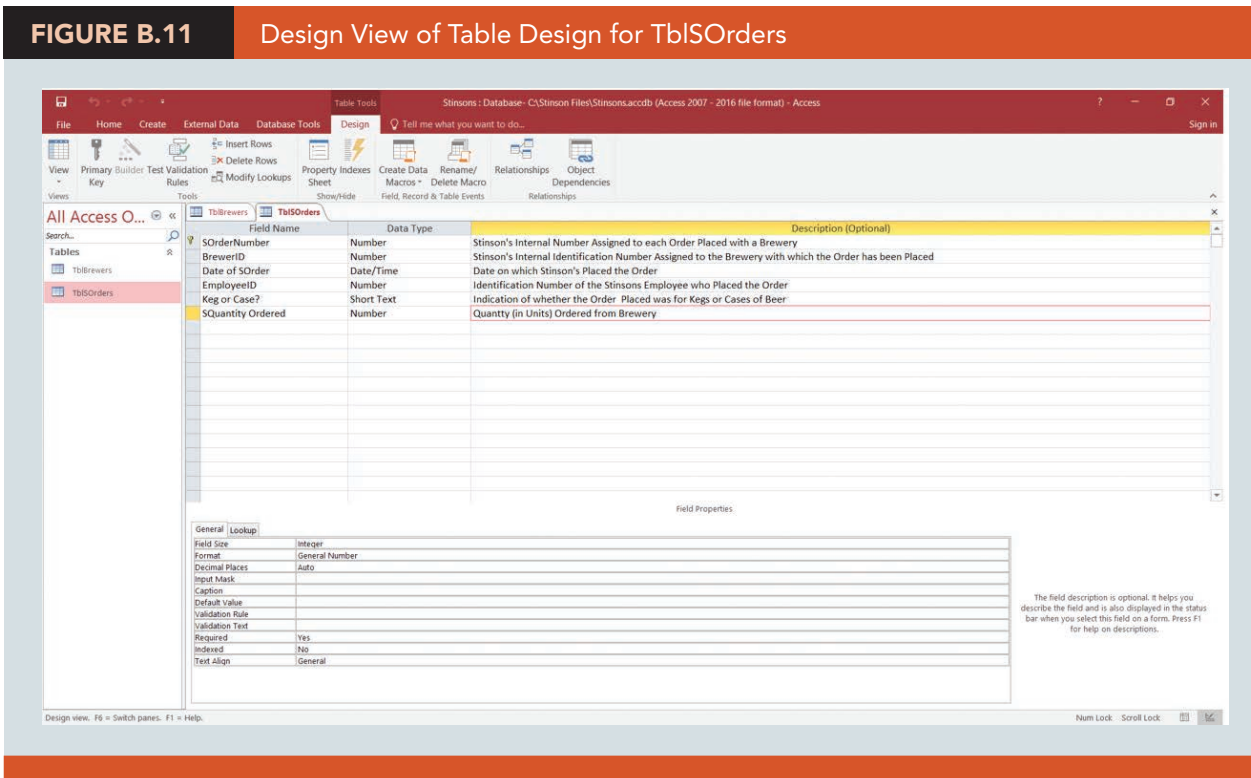 FIGURE B.11 Design View of Table Design for TblSOrders
Table Tools Stinsons : Database- C:\Stinson Files\Stinsons.accdb (Access 2007 - 2016 file format) - Access ?
File Home Create External Data Database Tools Design Tell me what you want to do... Sign in
View Primary Key Builder Test Validation Rules Insert Rows Delete Rows Modify Lookups Property Sheet Indexes Create Data Macros Rename/ Delete Macro Relationships Object Dependencies
Views Tools Show/Hide Field, Record & Table Events Relationships
All Access O...
Search...
Tables
TblBrewers
TblSOrders
TblBrewers TblSOrders
Field Name Data Type Description (Optional)
SOrderNumber Number Stinson's Internal Number Assigned to each Order Placed with a Brewery
BrewerID Number Stinson's Internal Identification Number Assigned to the Brewery with which the Order has been Placed
Date of SOrder Date/Time Date on which Stinson's Placed the Order
EmployeeID Number Identification Number of the Stinsons Employee who Placed the Order
Keg or Case? Short Text Indication of whether the Order Placed was for Kegs or Cases of Beer
SQuantity Ordered Number Quantty (in Units) Ordered from Brewery
Field Properties
General Lookup
Field Size Integer
Format General Number
Decimal Places Auto
Input Mask
Caption
Default Value
Validation Rule
Validation Text
Required Yes
Indexed No
Text Align General
The field description is optional. It helps you
describe the field and is also displayed in the status
bar when you select this field on a form. Press F1
for help on descriptions.
Design view. F6 = Switch panes. F1 = Help. Num Lock Scroll Lock